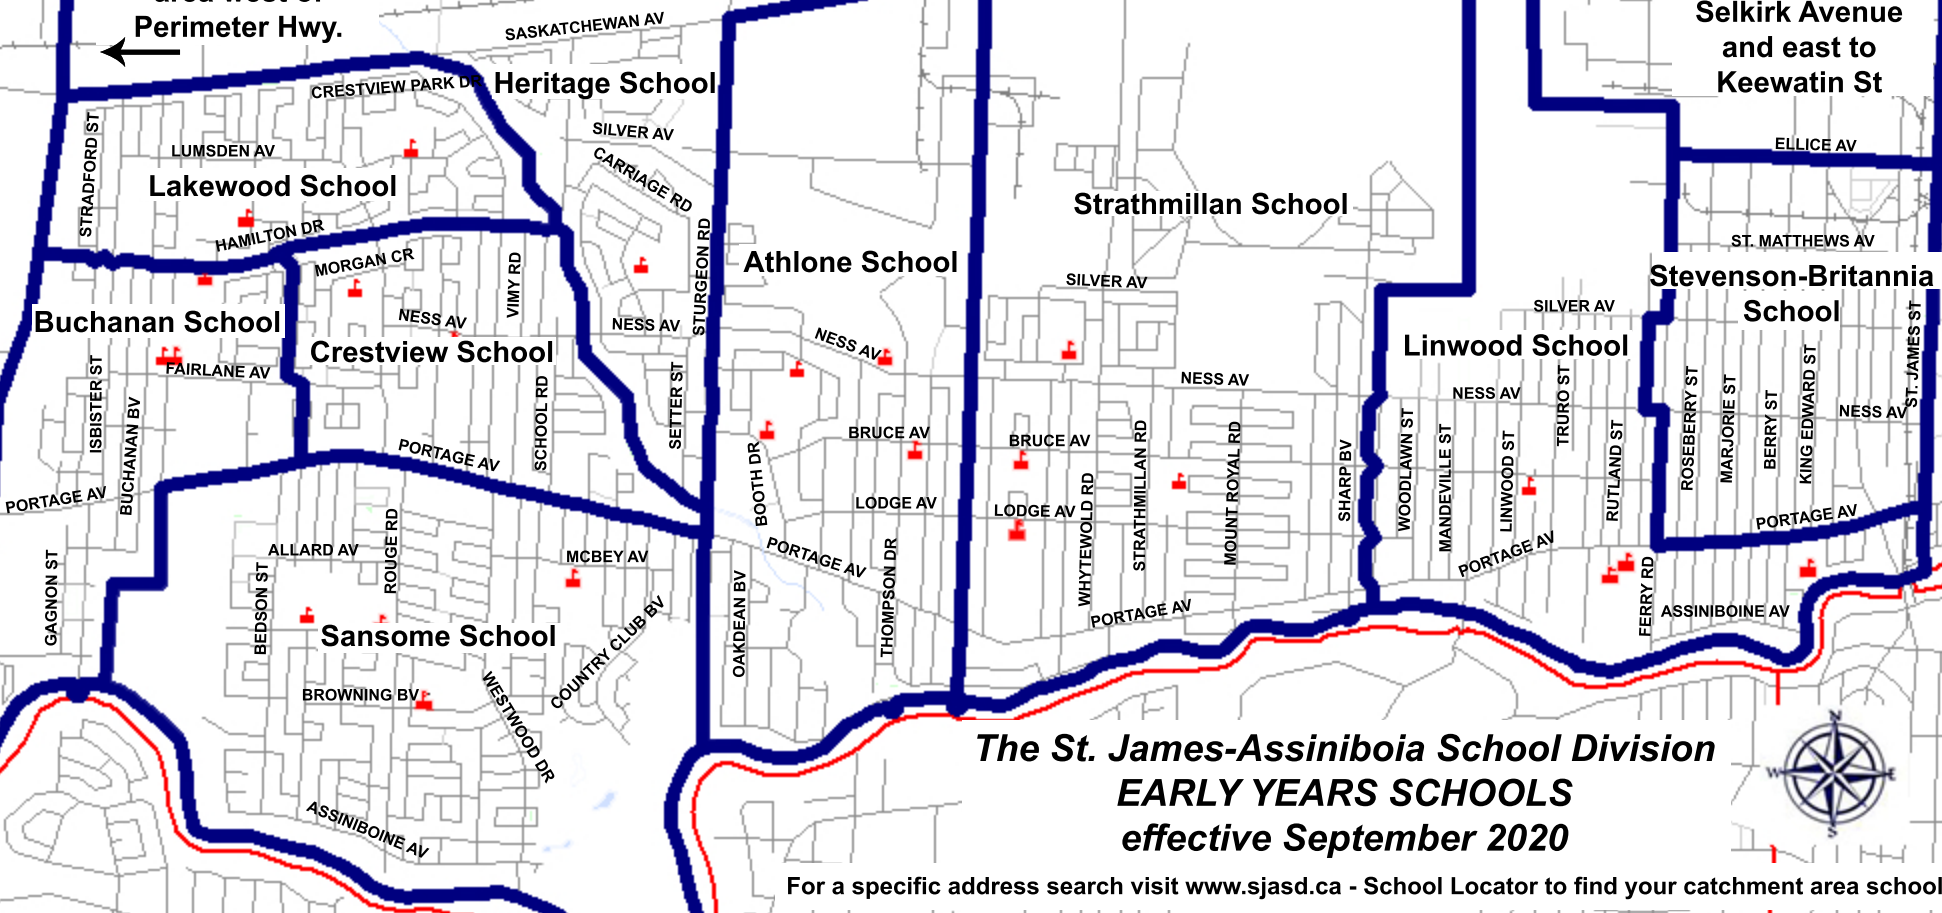 area west of
Perimeter Hwy.
SASKATCHEWAN AV
Selkirk Avenue
and east to
Keewatin St
CRESTVIEW PARK DR
Heritage School
STRADFORD ST
LUMSDEN AV
SILVER AV
CARRIAGE RD
ELLICE AV
Lakewood School
Strathmillan School
HAMILTON DR
MORGAN CR
VIMY RD
STURGEON RD
Athlone School
ST. MATTHEWS AV
Stevenson-Britannia
School
SILVER AV
SILVER AV
Buchanan School
NESS AV
NESS AV
NESS AV
Crestview School
Linwood School
ST. JAMES ST
FAIRLANE AV
ISBISTER ST
BUCHANAN BV
SCHOOL RD
SETTER ST
NESS AV
NESS AV
NESS AV
TRURO ST
ROSEBERRY ST
MARJORIE ST
BERRY ST
KING EDWARD ST
PORTAGE AV
PORTAGE AV
BOOTH DR
BRUCE AV
BRUCE AV
LODGE AV
LODGE AV
WHYTEWOLD RD
STRATHMILLAN RD
MOUNT ROYAL RD
SHARP BV
WOODLAWN ST
MANDEVILLE ST
LINWOOD ST
RUTLAND ST
PORTAGE AV
PORTAGE AV
PORTAGE AV
GAGNON ST
ALLARD AV
BEDSON ST
ROUGE RD
MCBEY AV
OAKDEAN BV
THOMPSON DR
PORTAGE AV
FERRY RD
ASSINIBOINE AV
Sansome School
COUNTRY CLUB BV
BROWNING BV
WESTWOOD DR
ASSINIBOINE AV
The St. James-Assiniboia School Division
EARLY YEARS SCHOOLS
effective September 2020
N
W
E
S
For a specific address search visit www.sjasd.ca - School Locator to find your catchment area school